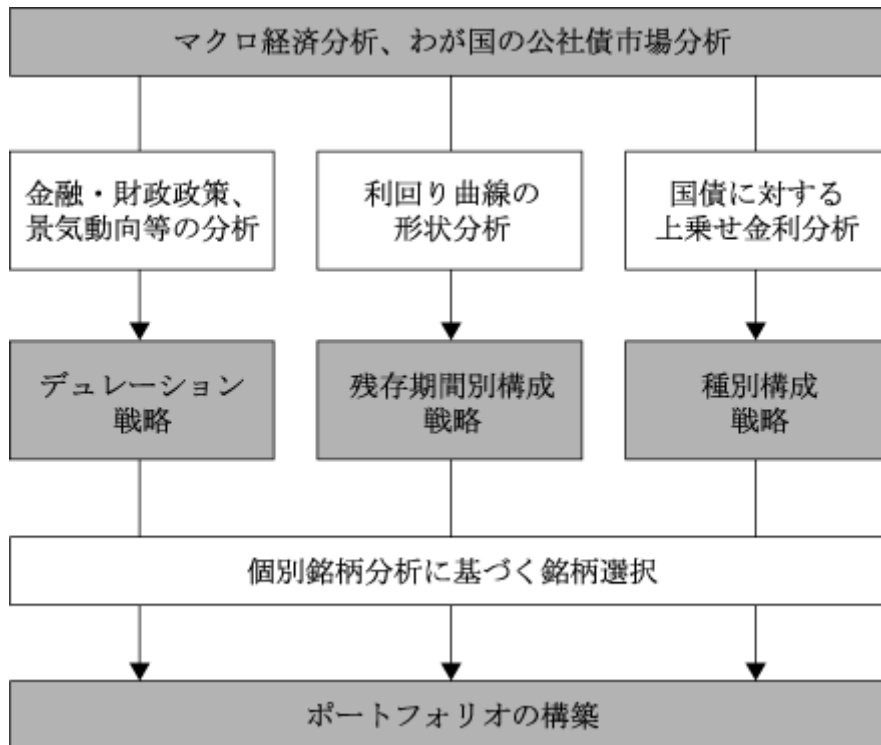 マクロ経済分析、わが国の公社債市場分析
金融・財政政策、
景気動向等の分析
利回り曲線の
形状分析
国債に対する
上乗せ金利分析
デュレーション
戦略
残存期間別構成
戦略
種別構成
戦略
個別銘柄分析に基づく銘柄選択
ポートフォリオの構築